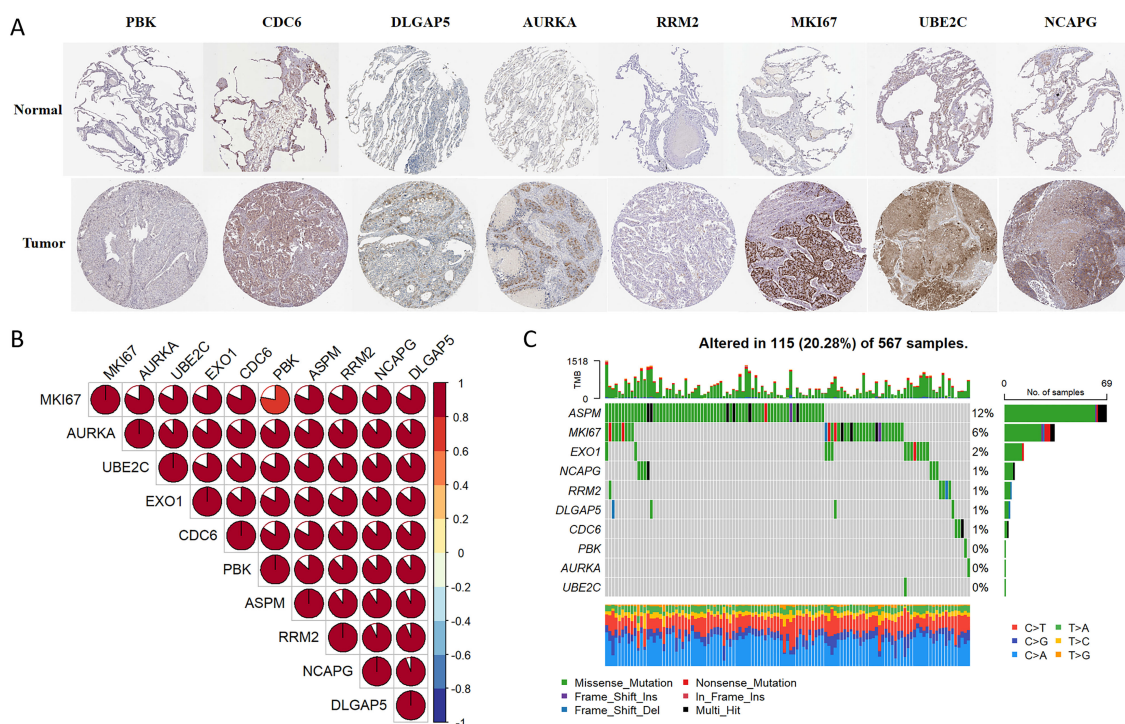 A
PBK CDC6 DLGAP5 AURKA RRM2 MKI67 UBE2C NCAPG
Normal
Tumor
B
MKI67 AURKA UBE2C EXO1 CDC6 PBK ASPM RRM2 NCAPG DLGAP5
MKI67
AURKA
UBE2C
EXO1
CDC6
PBK
ASPM
RRM2
NCAPG
DLGAP5
1
0.8
0.6
0.4
0.2
0
-0.2
-0.4
-0.6
-0.8
-1
C
Altered in 115 (20.28%) of 567 samples.
1518
TMB
0
0 69
No. of samples
ASPM 12%
MKI67 6%
EXO1 2%
NCAPG 1%
RRM2 1%
DLGAP5 1%
CDC6 1%
PBK 0%
AURKA 0%
UBE2C 0%
C>T T>A
C>G T>C
C>A T>G
Missense_Mutation Nonsense_Mutation
Frame_Shift_Ins In_Frame_Ins
Frame_Shift_Del Multi_Hit